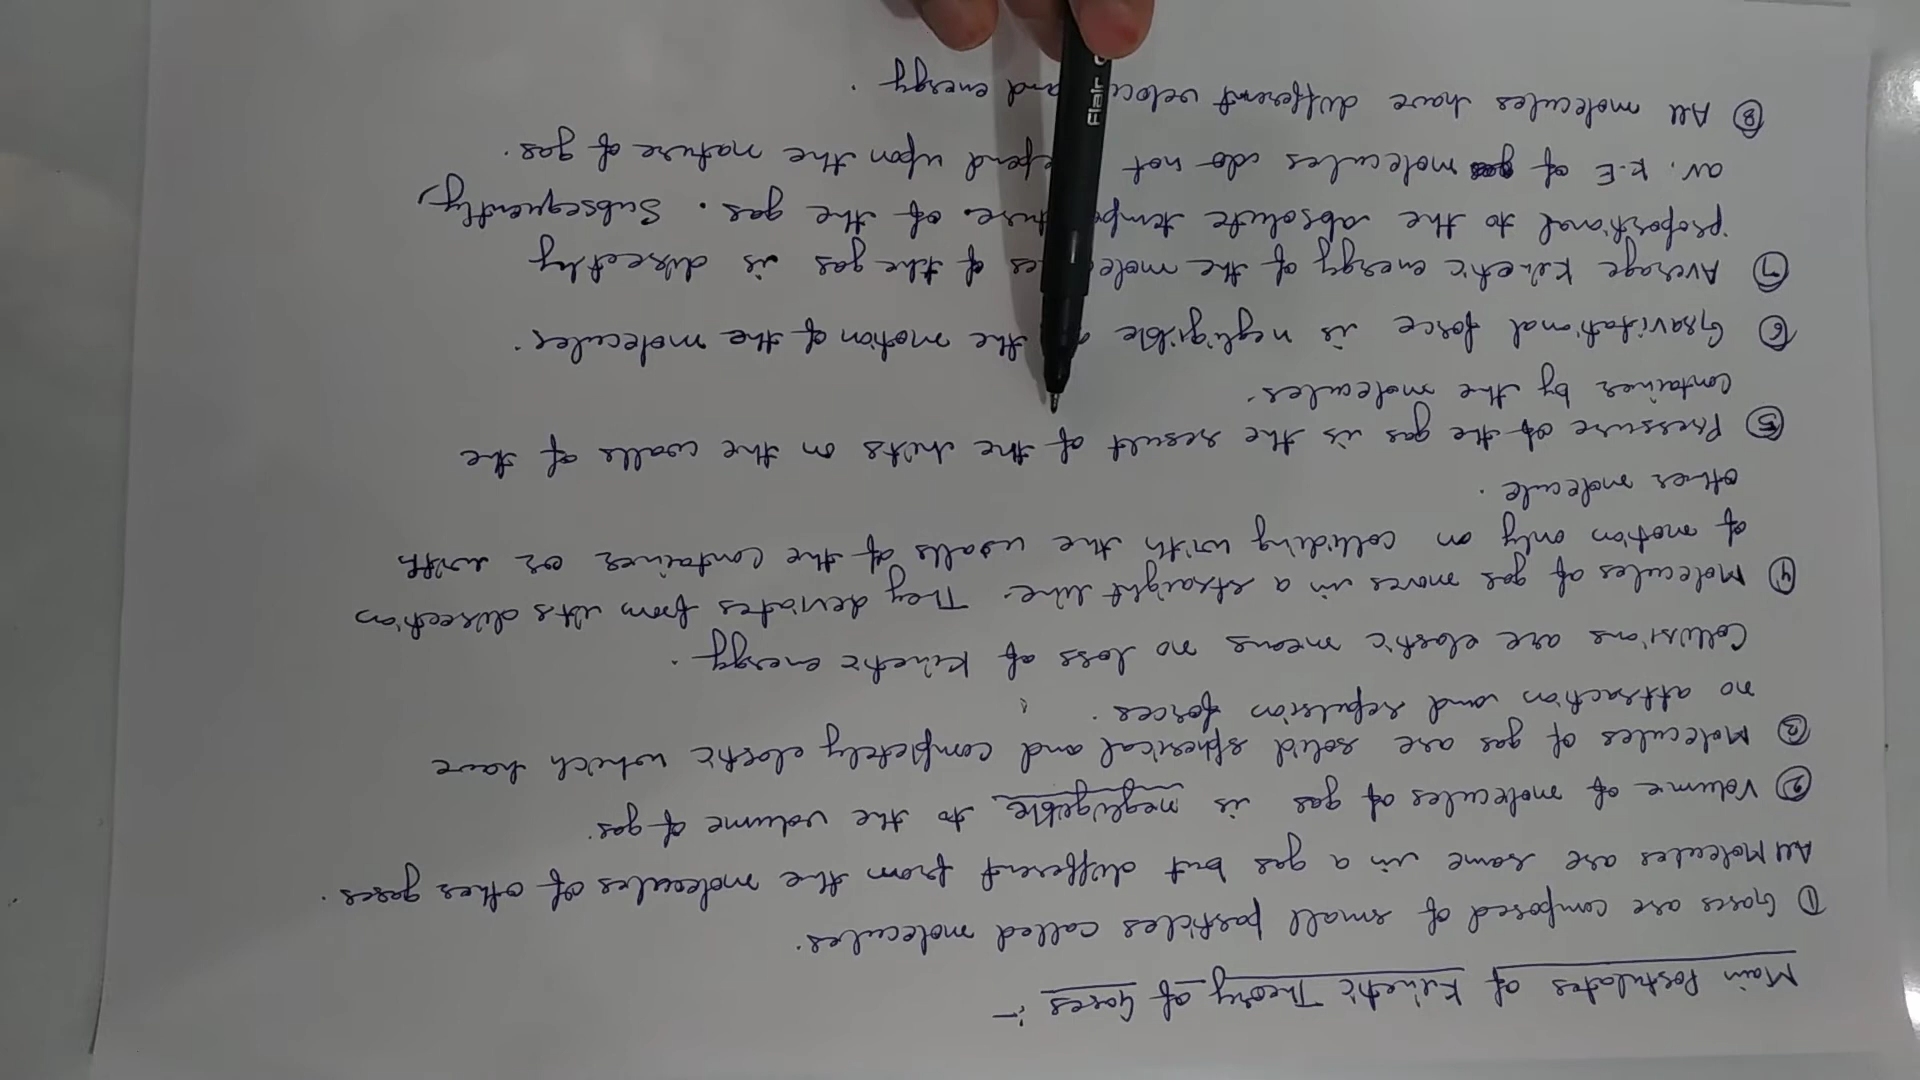 Main Postulates of Kinetic Theory of Gases :-
① Gases are composed of small particles called molecules.
All Molecules are same in a gas but different from the molecules of other gases.
② Volume of molecules of gas is negligible to the volume of gas.
③ Molecules of gas are solid spherical and completely elastic which have
no attraction and repulsion forces.
Collisions are elastic means no loss of kinetic energy.
④ Molecules of gas moves in a straight line. They deviates from its direction
of motion only on colliding with the walls of the container or with
other molecule.
⑤ Pressure of the gas is the result of the hits on the walls of the
container by the molecules.
⑥ Gravitational force is negligible the motion of the molecules.
⑦ Average kinetic energy of the molec es of the gas is directly
proportional to the absolute tempe ture of the gas. Subsequently,
av. K.E of molecules do not epend upon the nature of gas.
⑧ All molecules have different veloci and energy.
Flair